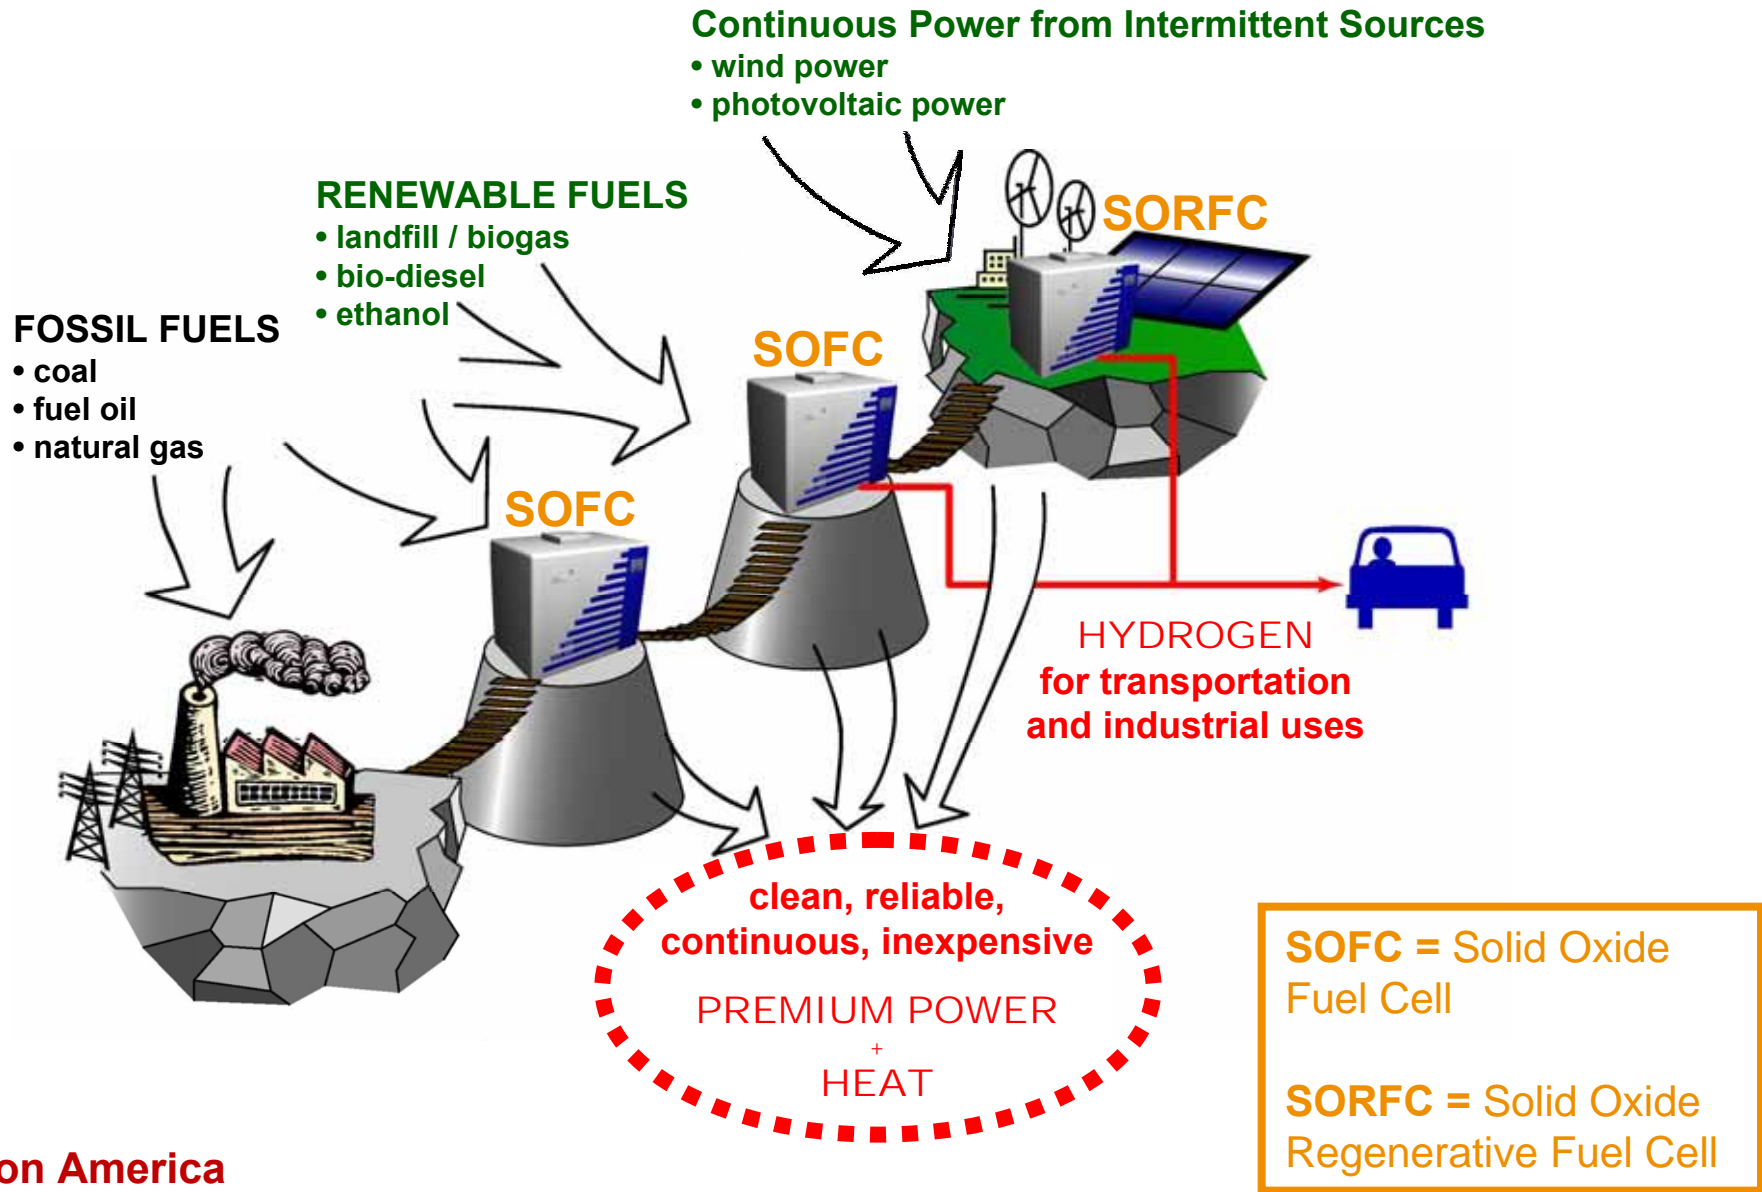 Continuous Power from Intermittent Sources
• wind power
• photovoltaic power
RENEWABLE FUELS
• landfill / biogas
• bio-diesel
• ethanol
SORFC
FOSSIL FUELS
• coal
• fuel oil
• natural gas
SOFC
SOFC
HYDROGEN
for transportation
and industrial uses
clean, reliable,
continuous, inexpensive
PREMIUM POWER
+
HEAT
SOFC = Solid Oxide
Fuel Cell
SORFC = Solid Oxide
Regenerative Fuel Cell
on America